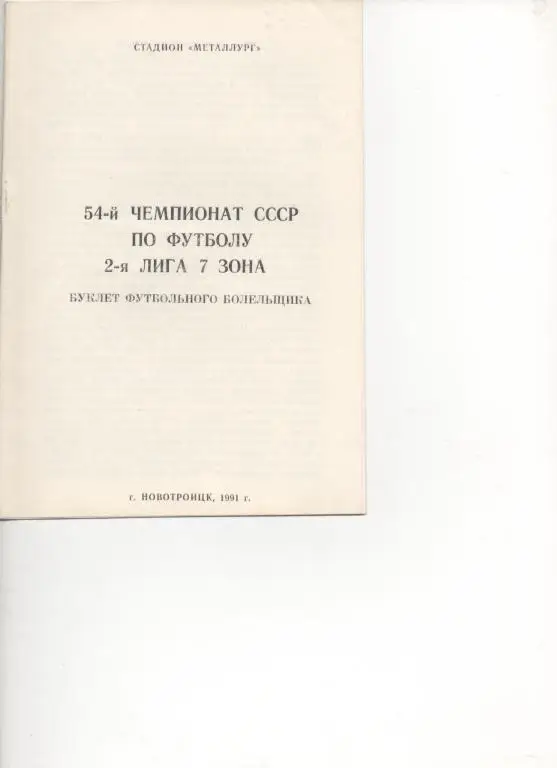 СТАДИОН «МЕТАЛЛУРГ»
54-й ЧЕМПИОНАТ СССР
ПО ФУТБОЛУ
2-я ЛИГА 7 ЗОНА
БУКЛЕТ ФУТБОЛЬНОГО БОЛЕЛЬЩИКА
г. НОВОТРОИЦК, 1991 г.